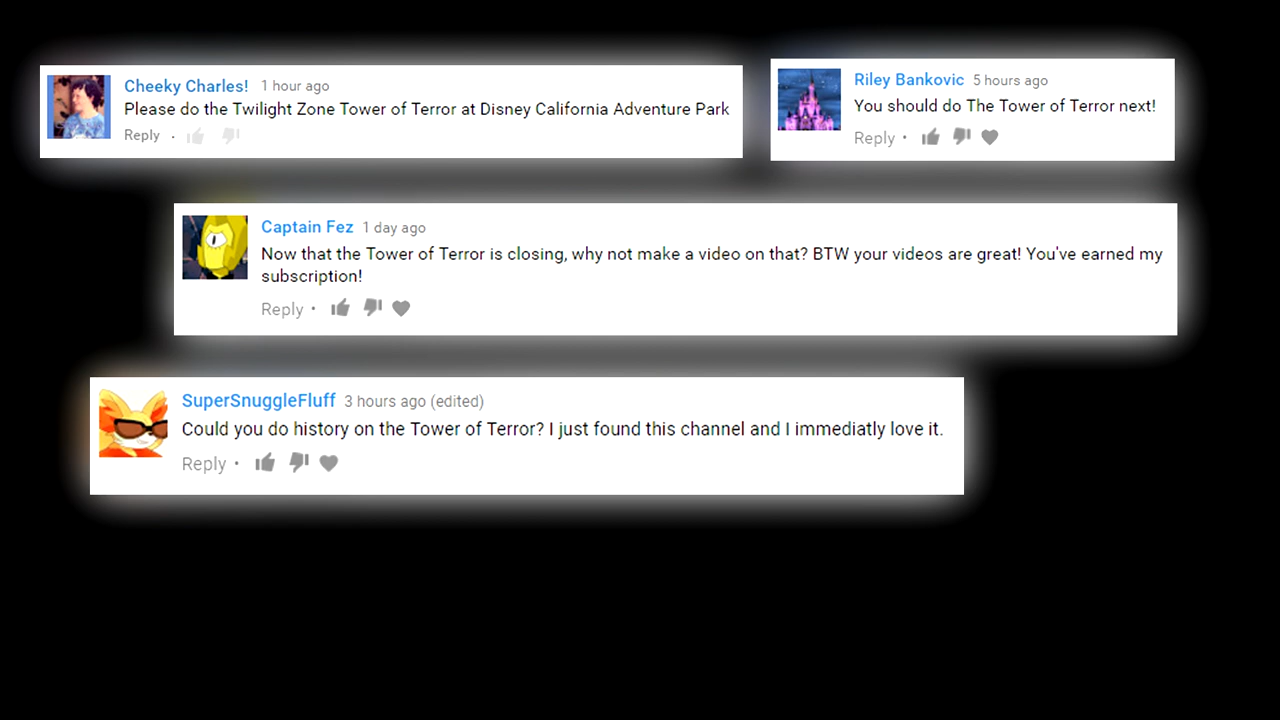 Cheeky Charles! 1 hour ago
Please do the Twilight Zone Tower of Terror at Disney California Adventure Park
Reply ·
Riley Bankovic 5 hours ago
You should do The Tower of Terror next!
Reply ·
Captain Fez 1 day ago
Now that the Tower of Terror is closing, why not make a video on that? BTW your videos are great! You've earned my
subscription!
Reply ·
SuperSnuggleFluff 3 hours ago (edited)
Could you do history on the Tower of Terror? I just found this channel and I immediatly love it.
Reply ·